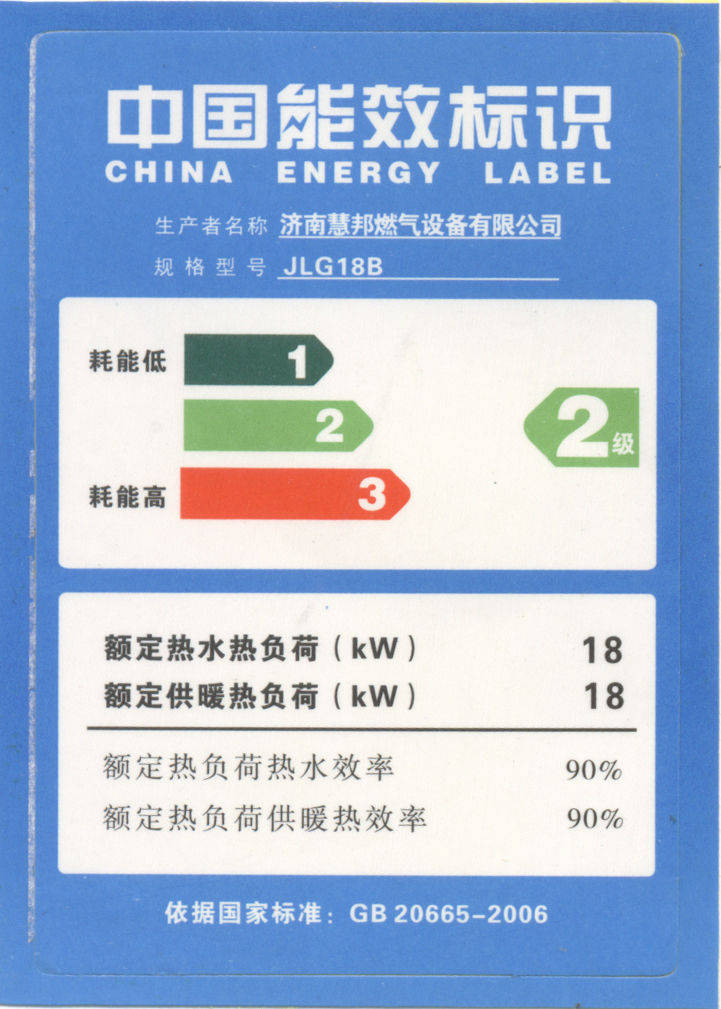 中国能效标识
CHINA ENERGY LABEL
生产者名称 济南慧邦燃气设备有限公司
规格型号 JLG18B
耗能低 1
2
2级
耗能高 3
额定热水热负荷（kW） 18
额定供暖热负荷（kW） 18
额定热负荷热水效率 90%
额定热负荷供暖热效率 90%
依据国家标准：GB 20665-2006